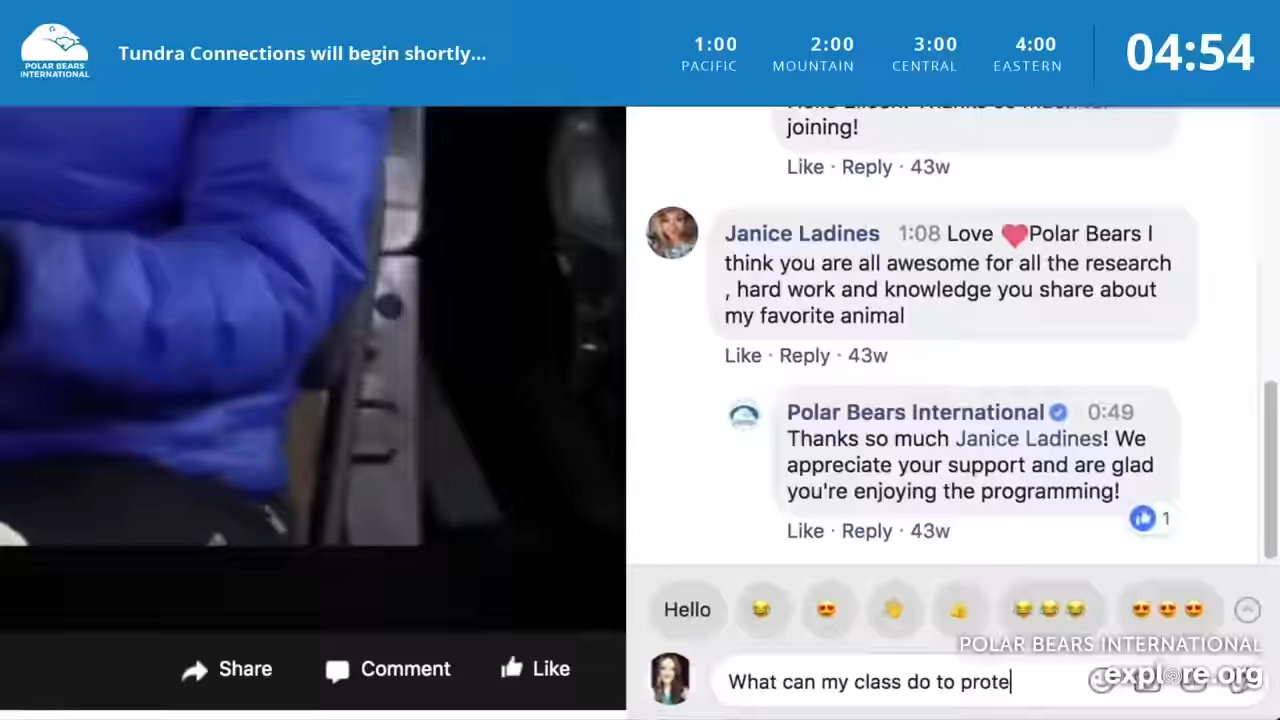 POLAR BEARS
INTERNATIONAL
Tundra Connections will begin shortly...
1:00
PACIFIC
2:00
MOUNTAIN
3:00
CENTRAL
4:00
EASTERN
04:54
joining!
Like · Reply · 43w
Janice Ladines 1:08 Love ❤️Polar Bears I
think you are all awesome for all the research
, hard work and knowledge you share about
my favorite animal
Like · Reply · 43w
Polar Bears International 0:49
Thanks so much Janice Ladines! We
appreciate your support and are glad
you're enjoying the programming!
1
Like · Reply · 43w
Hello
POLAR BEARS INTERNATIONAL
explore.org
Share
Comment
Like
What can my class do to prote